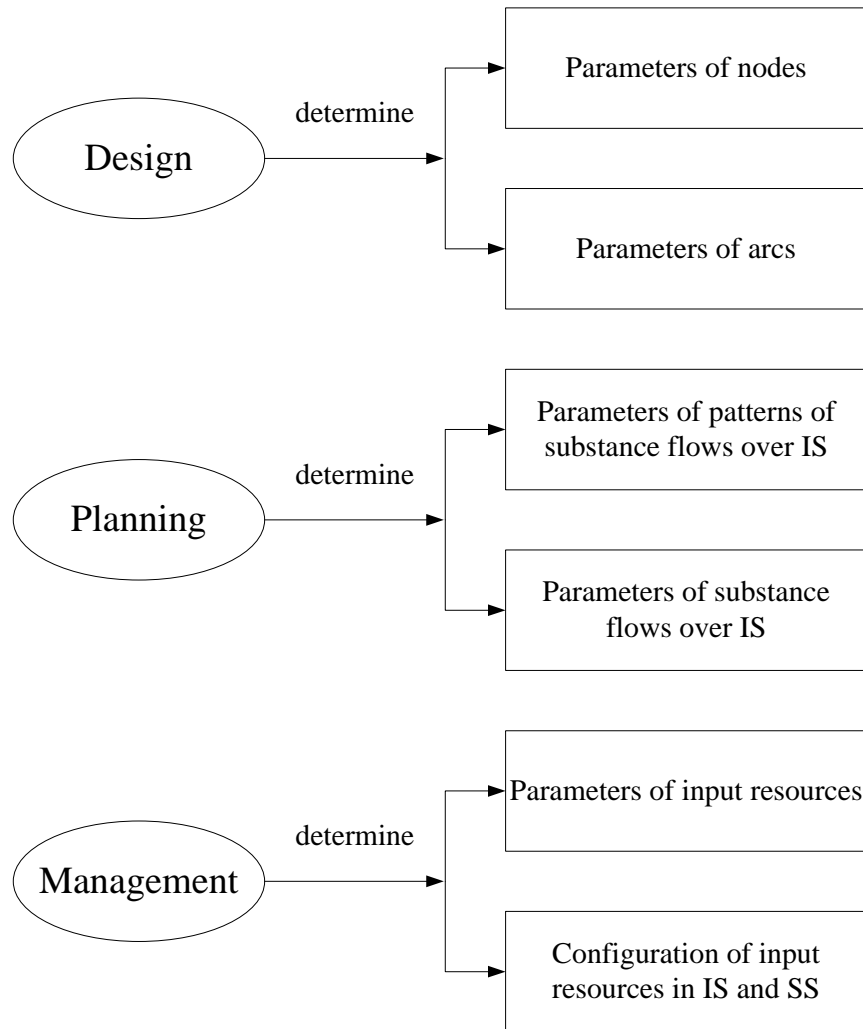 Parameters of nodes
determine
Design
Parameters of arcs
Parameters of patterns of
substance flows over IS
determine
Planning
Parameters of substance
flows over IS
Parameters of input resources
determine
Management
Configuration of input
resources in IS and SS